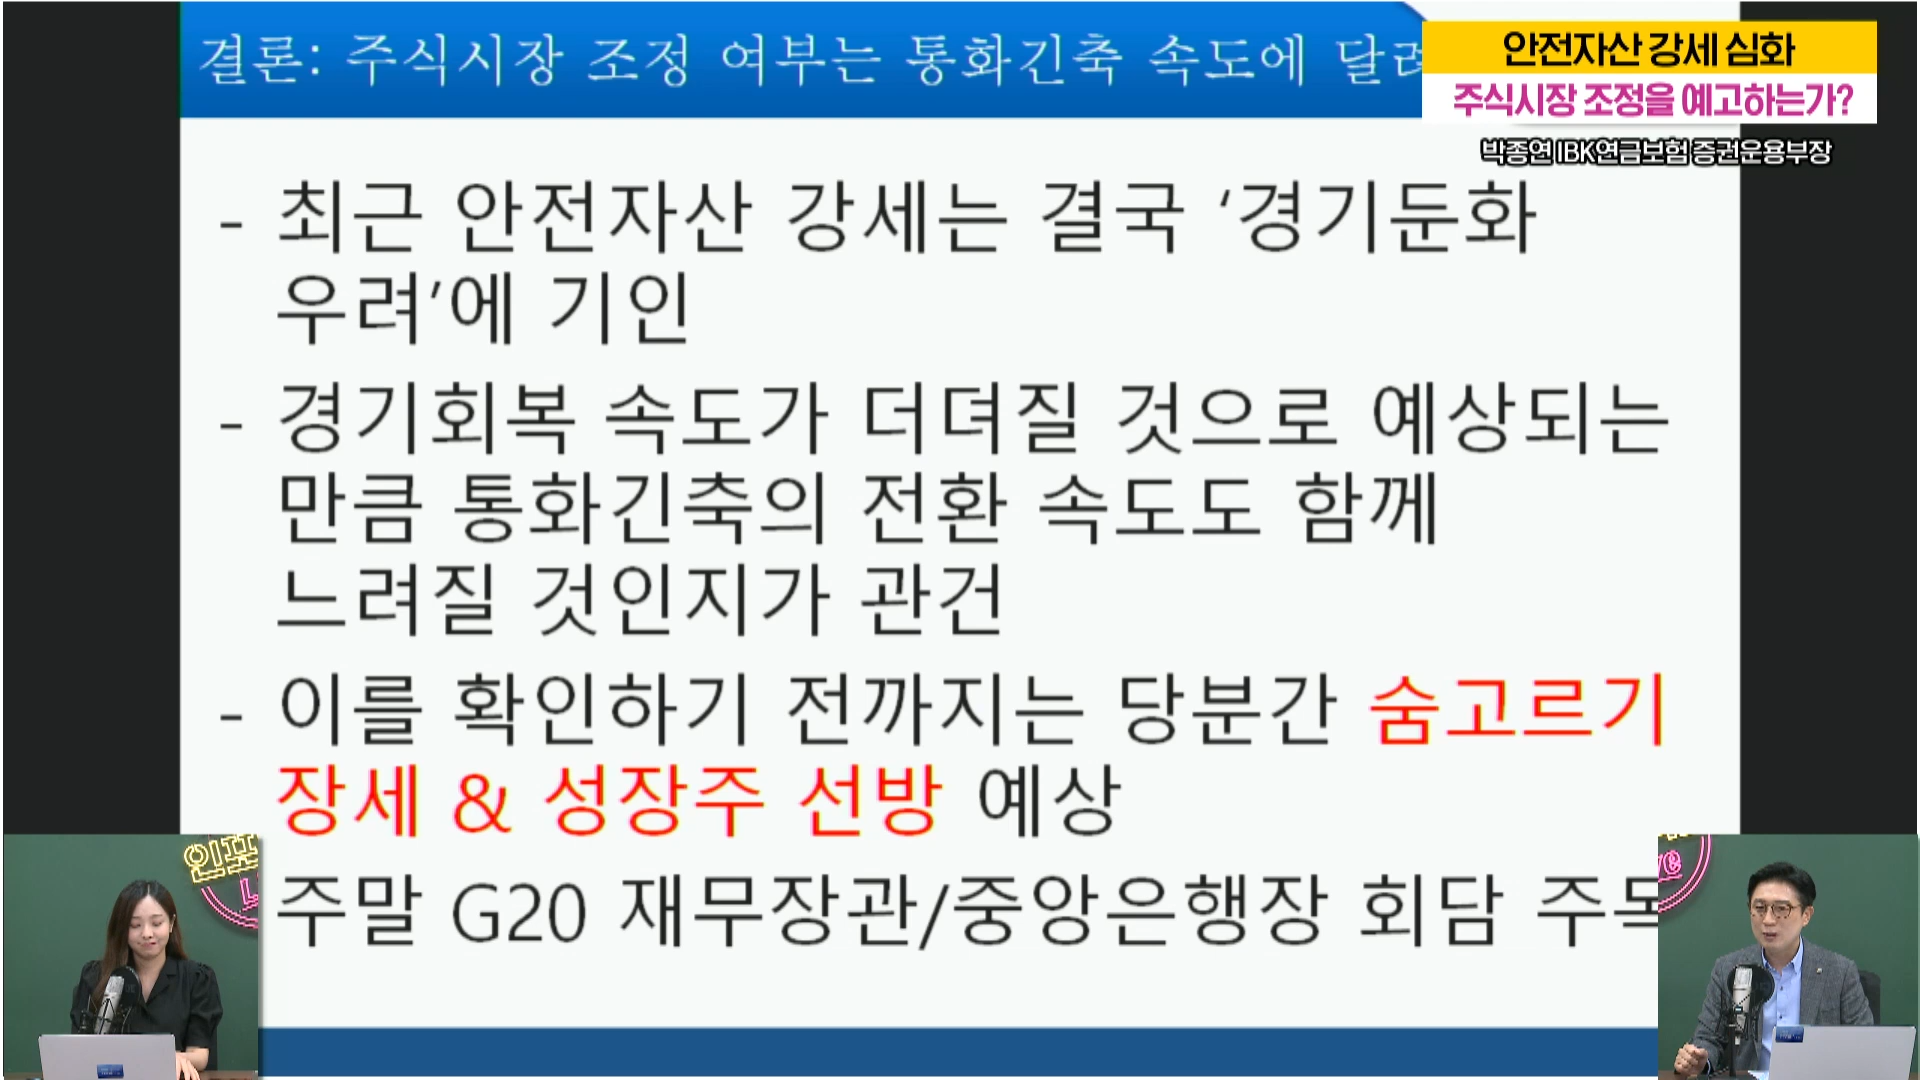 결론: 주식시장 조정 여부는 통화긴축 속도에
안전자산 강세 심화
주식시장 조정을 예고하는가?
박종연 IBK연금보험 증권운용부장
- 최근 안전자산 강세는 결국 ‘경기둔화
우려’에 기인
- 경기회복 속도가 더뎌질 것으로 예상되는
만큼 통화긴축의 전환 속도도 함께
느려질 것인지가 관건
- 이를 확인하기 전까지는 당분간 숨고르기
장세 & 성장주 선방 예상
주말 G20 재무장관/중앙은행장 회담